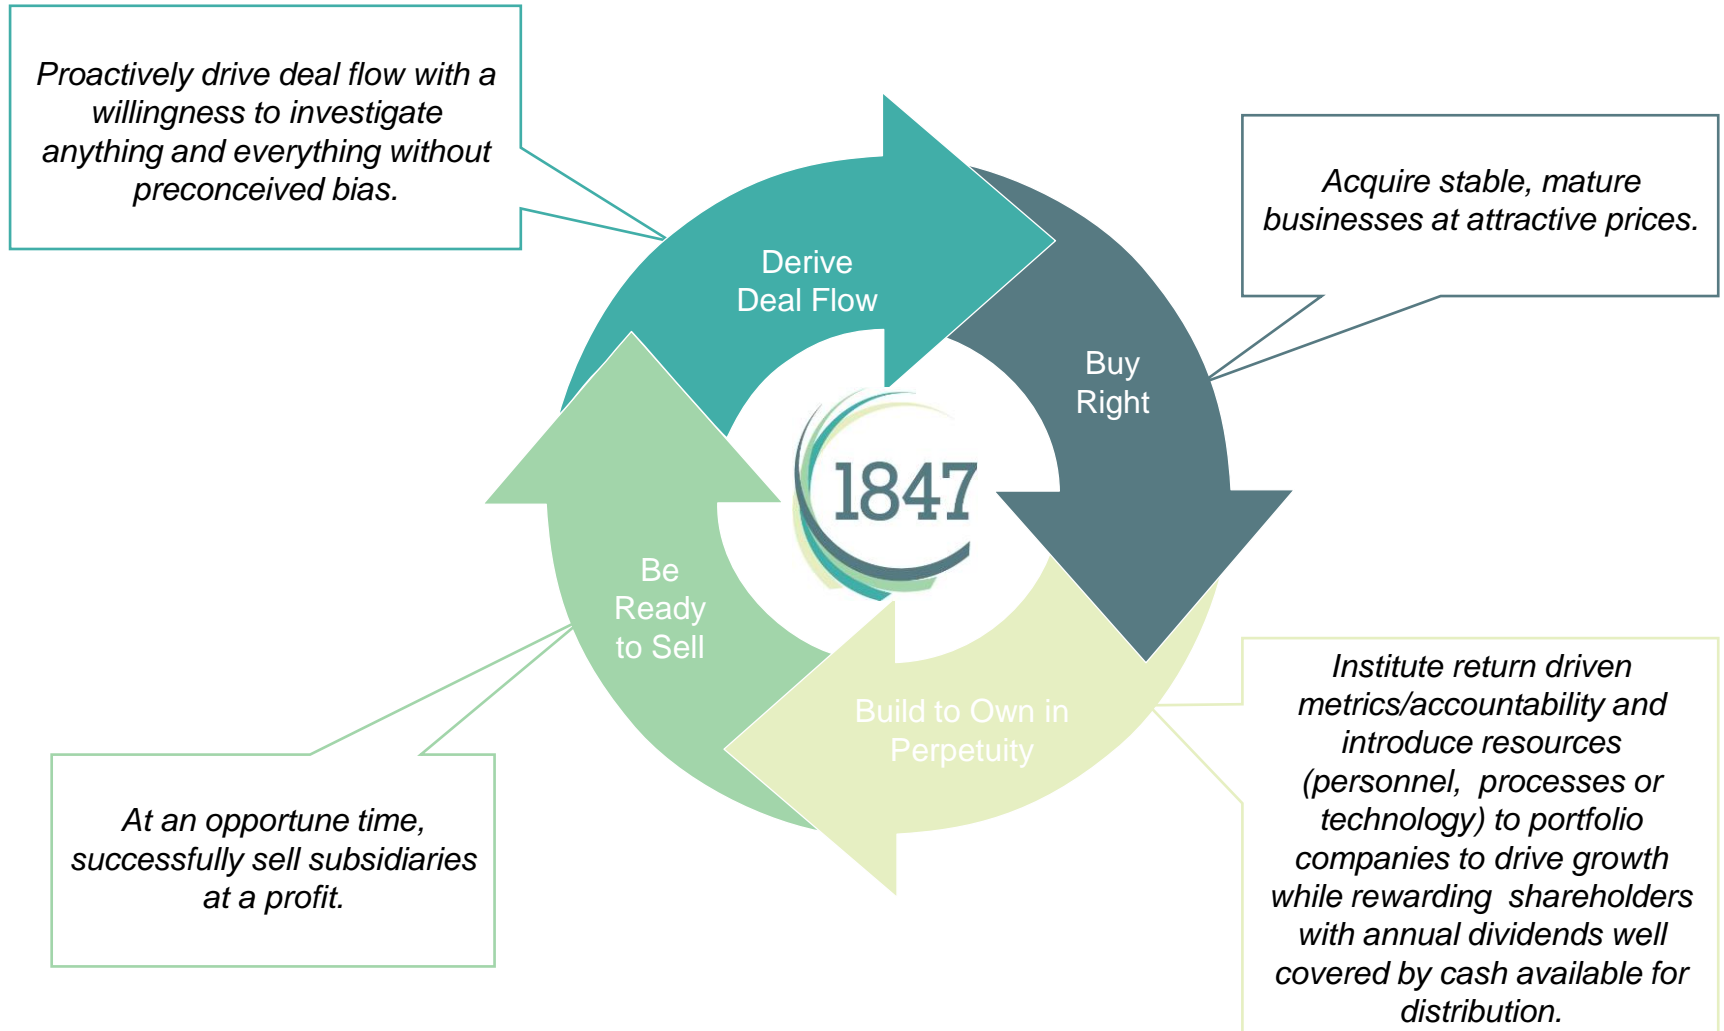 Proactively drive deal flow with a
willingness to investigate
anything and everything without
preconceived bias.
Derive
Deal Flow
Acquire stable, mature
businesses at attractive prices.
Buy
Right
1847
Be
Ready
to Sell
Build to Own in
Perpetuity
At an opportune time,
successfully sell subsidiaries
at a profit.
Institute return driven
metrics/accountability and
introduce resources
(personnel, processes or
technology) to portfolio
companies to drive growth
while rewarding shareholders
with annual dividends well
covered by cash available for
distribution.